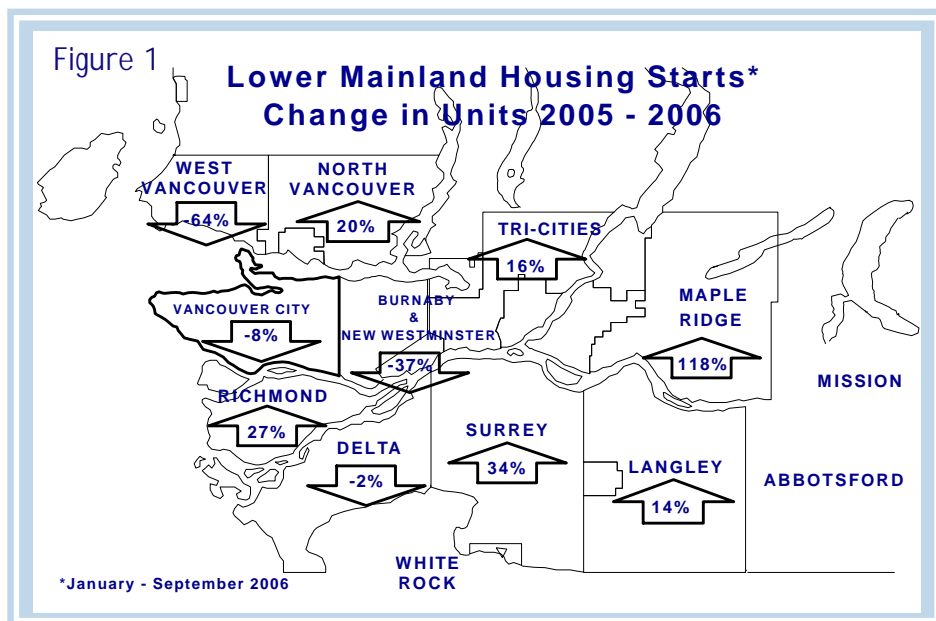 Figure 1
Lower Mainland Housing Starts*
Change in Units 2005 - 2006
WEST
VANCOUVER
-64%
NORTH
VANCOUVER
20%
TRI-CITIES
16%
VANCOUVER CITY
-8%
BURNABY
&
NEW WESTMINSTER
-37%
MAPLE
RIDGE
118%
MISSION
RICHMOND
27%
DELTA
-2%
SURREY
34%
LANGLEY
14%
ABBOTSFORD
WHITE
ROCK
*January - September 2006